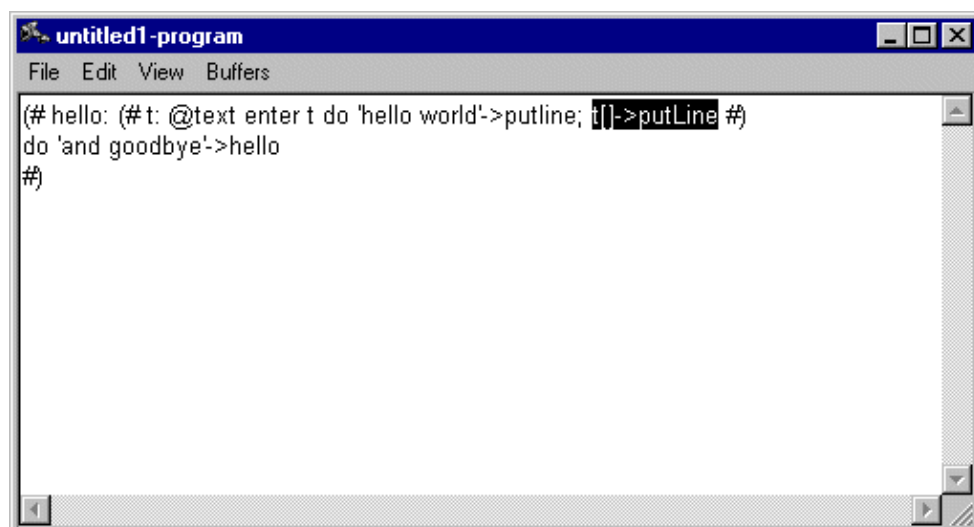 untitled1-program
File Edit View Buffers
(# hello: (# t: @text enter t do 'hello world'->putline; t[]->putLine #)
do 'and goodbye'->hello
#)